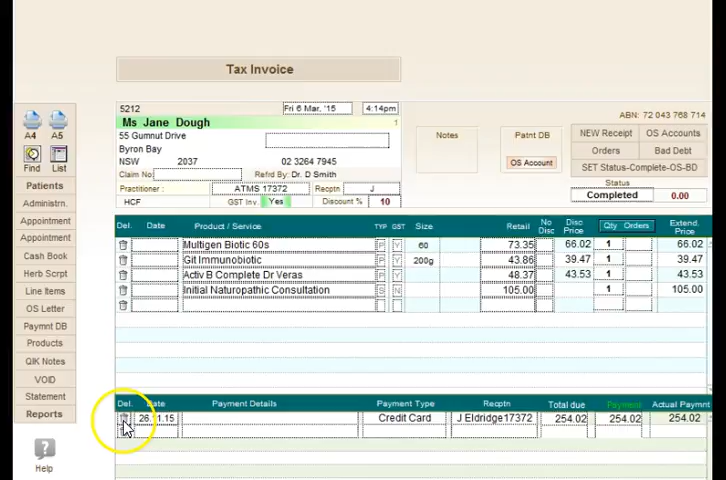 Tax Invoice
5212 Fri 6 Mar. '15 4:14pm
Ms Jane Dough 1
55 Gumnut Drive
Byron Bay
NSW 2037 02 3264 7945
Claim No: Refrd By: Dr. D Smith
Practitioner: ATMS 17372 Recptn J
HCF GST Inv. Yes Discount % 10
Notes
Patnt DB
OS Account
ABN: 72 043 768 714
NEW Receipt OS Accounts
Orders Bad Debt
SET Status-Complete-OS-BD
Status
Completed 0.00
A4 A5
Find List
Patients
Administrn.
Appointment
Appointment
Cash Book
Herb Scrpt
Line Items
OS Letter
Paymnt DB
Products
QIK Notes
VOID
Statement
Reports
Help
Del. Date Product / Service TYP GST Size Retail No Disc Disc Price Qty Orders Extend. Price
Multigen Biotic 60s P Y 60 73.35 66.02 1 66.02
Git Immunobiotic P Y 200g 43.86 39.47 1 39.47
Activ B Complete Dr Veras P Y 48.37 43.53 1 43.53
Initial Naturopathic Consultation S N 105.00 1 105.00
Del. Date Payment Details Payment Type Recptn Total due Payment Actual Paymnt
Credit Card J Eldridge17372 254.02 254.02 254.02